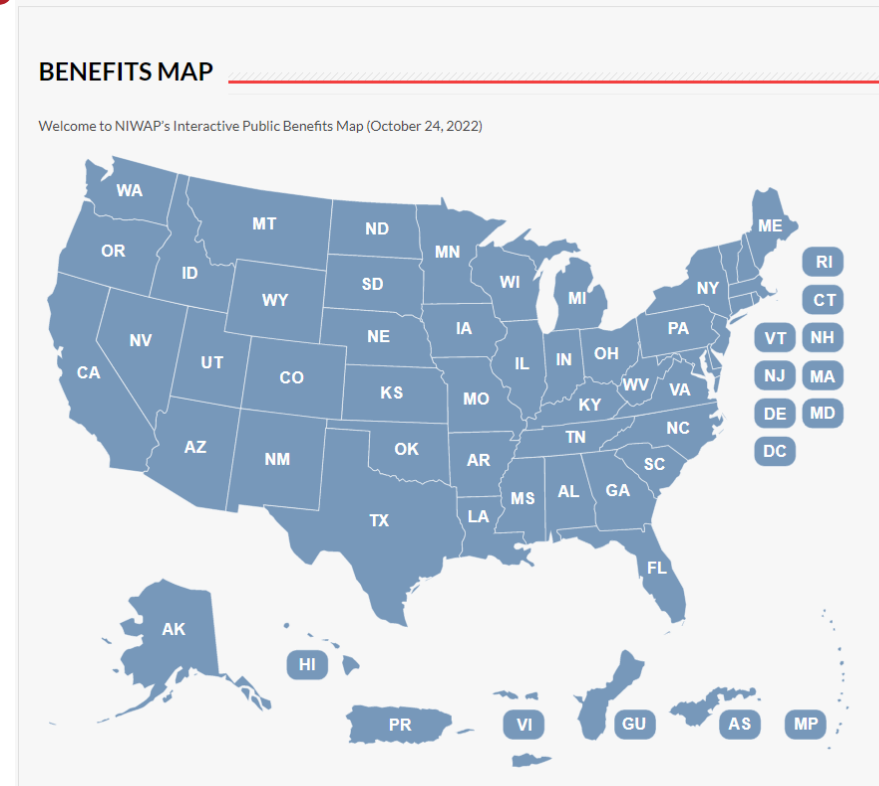 BENEFITS MAP
Welcome to NIWAP's Interactive Public Benefits Map (October 24, 2022)
WA
MT
ND
ME
OR
MN
RI
ID
SD
WI
NY
WY
MI
CT
NV
NE
IA
PA
VT
NH
UT
CO
IL
IN
OH
CA
KS
MO
WV
VA
NJ
MA
KY
DE
MD
AZ
NM
OK
AR
TN
NC
DC
SC
TX
LA
MS
AL
GA
FL
AK
HI
PR
VI
GU
AS
MP